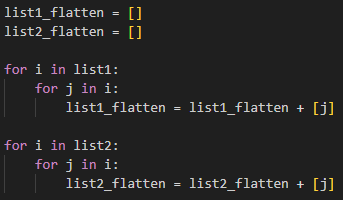 list1_flatten = []
list2_flatten = []
for i in list1:
    for j in i:
        list1_flatten = list1_flatten + [j]
for i in list2:
    for j in i:
        list2_flatten = list2_flatten + [j]